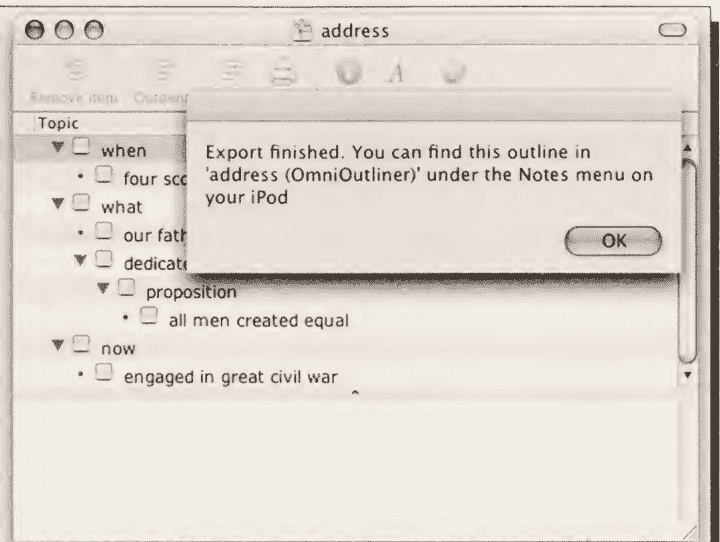 address
Remove item Outdent
Topic
when
Export finished. You can find this outline in
'address (OmniOutliner)' under the Notes menu on
your iPod
OK
four sco
what
our fath
dedicate
proposition
all men created equal
now
engaged in great civil war